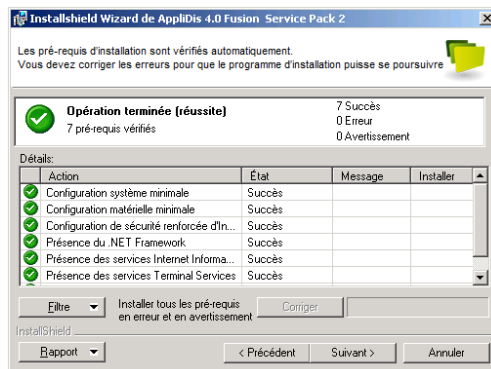 Installshield Wizard de AppliDis 4.0 Fusion Service Pack 2
Les pré-requis d'installation sont vérifiés automatiquement.
Vous devez corriger les erreurs pour que le programme d'installation puisse se poursuivre
Opération terminée (réussite)
7 pré-requis vérifiés
7 Succès
0 Erreur
0 Avertissement
Détails:
Action État Message Installer
Configuration système minimale Succès
Configuration matérielle minimale Succès
Configuration de sécurité renforcée d'In... Succès
Présence du .NET Framework Succès
Présence des services Internet Informa... Succès
Présence des services Terminal Services Succès
Filtre
Installer tous les pré-requis
en erreur et en avertissement
Corriger
InstallShield
Rapport
< Précédent
Suivant >
Annuler